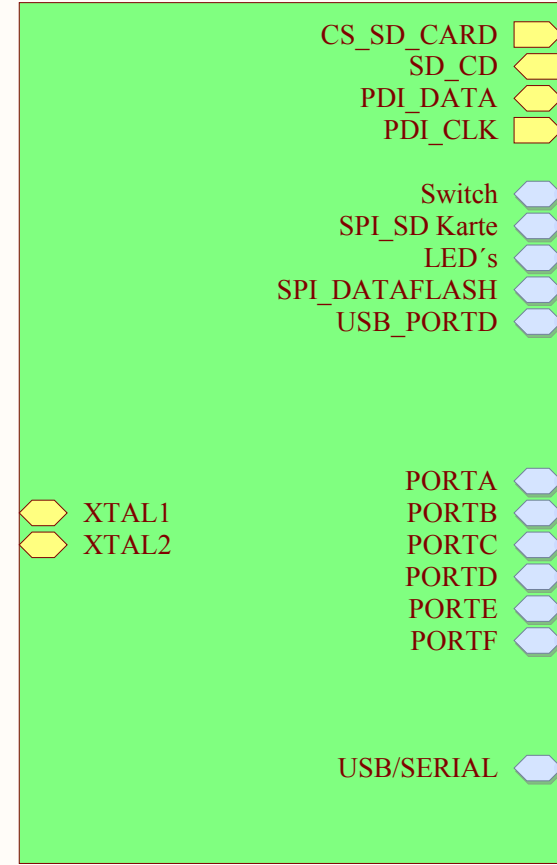 CS_SD_CARD
SD_CD
PDI_DATA
PDI_CLK
Switch
SPI_SD Karte
LED´s
SPI_DATAFLASH
USB_PORTD
PORTA
XTAL1 PORTB
XTAL2 PORTC
PORTD
PORTE
PORTF
USB/SERIAL